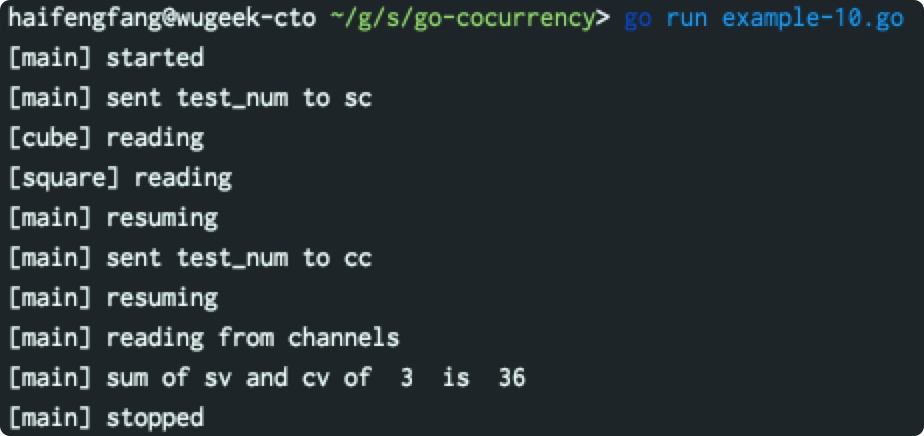 haifengfang@wugeek-cto ~/g/s/go-cocurrency> go run example-10.go
[main] started
[main] sent test_num to sc
[cube] reading
[square] reading
[main] resuming
[main] sent test_num to cc
[main] resuming
[main] reading from channels
[main] sum of sv and cv of  3  is  36
[main] stopped